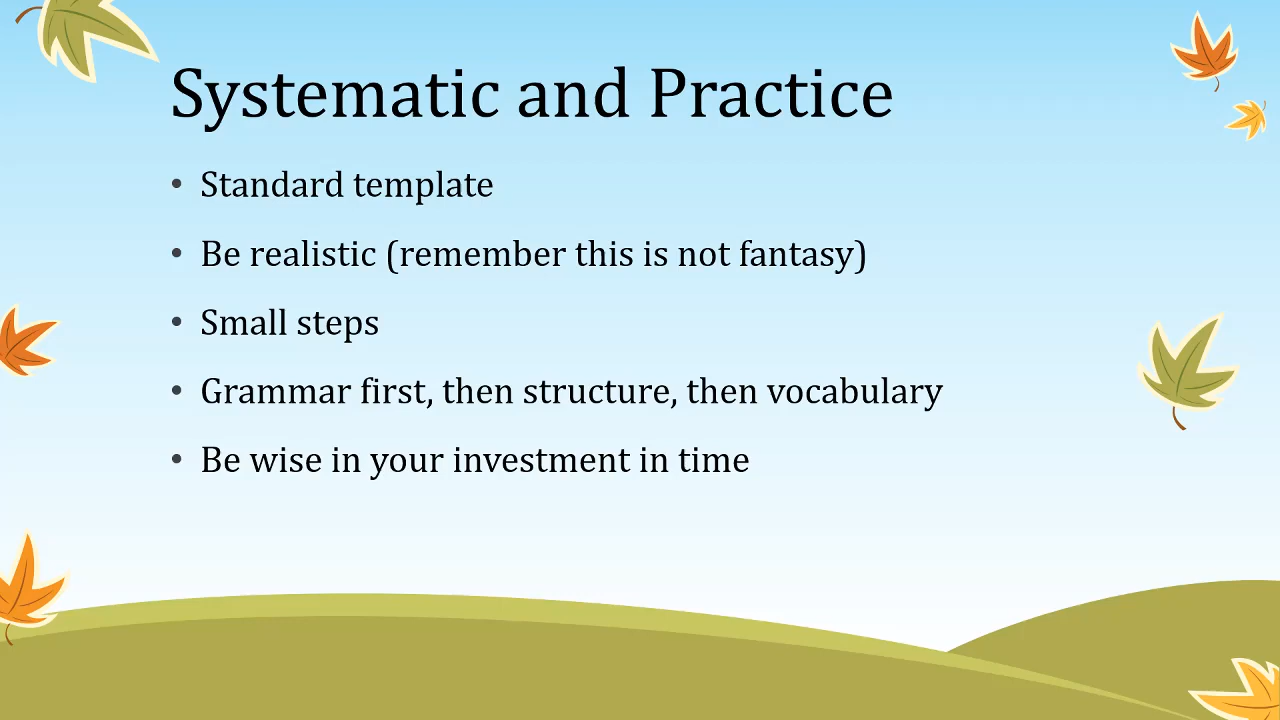 Systematic and Practice
• Standard template
• Be realistic (remember this is not fantasy)
• Small steps
• Grammar first, then structure, then vocabulary
• Be wise in your investment in time